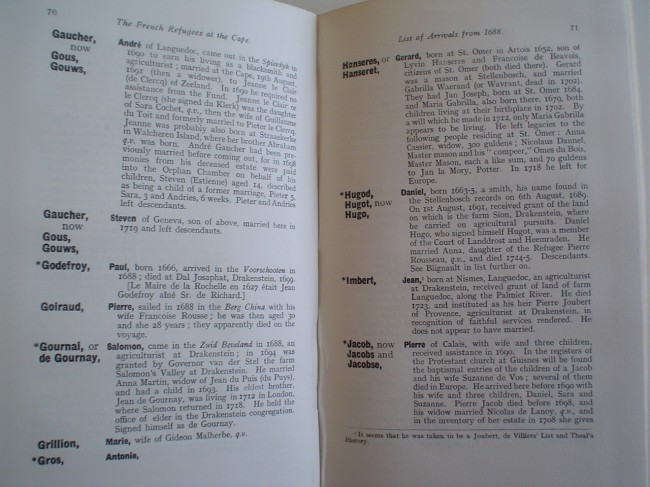 70
The French Refugees at the Cape.
Gaucher,
now
Gous,
Gouws,
André of Languedoc, came out in the Spierdyk in
1690 to earn his living as a blacksmith and
agriculturist; married at the Cape, 19th August,
1692 (then a widower), to Jeanne le Clair
(de Clercq) of Zeeland. In 1690 he required no
assistance from the Fund. Jeanne le Clair or
le Clercq (she signed du Klerk) was the daughter
of Sara Cochet, q.v., then the wife of Guillaume
du Toit and formerly married to Pieter le Clercq.
Jeanne was probably also born at Straaekerke
in Walcheren Island, where her brother Abraham
q.v. was born. André Gaucher had been pre-
viously married before coming out, for in 1698
monies from his deceased estate were paid
into the Orphan Chamber on behalf of his
children, Steven (Estienne) aged 14, described
as being a child of a former marriage, Pieter 5,
Sara, 3 and Andries, 6 weeks. Pieter and Andries
left descendants.
Gaucher,
now
Gous,
Gouws,
Steven of Geneva, son of above, married here in
1719 and left descendants.
*Godefroy,
Paul, born 1666, arrived in the Voorschooten in
1688; died at Dal Josaphat, Drakenstein, 1699.
[Le Maire de la Rochelle en 1627 était Jean
Godefroy aîné Sr. de Richard.]
Goiraud,
Pierre, sailed in 1688 in the Berg China with his
wife Francoise Rousse; he was then aged 30
and she 28 years; they apparently died on the
voyage.
*Gournai, or
de Gournay,
Salomon, came in the Zuid Beveland in 1688, an
agriculturist at Drakenstein; in 1694 was
granted by Governor van der Stel the farm
Salomon's Valley at Drakenstein. He married
Anna Martin, widow of Jean du Puis (du Puys),
and had a child in 1693. His eldest brother,
Jean de Gournay, was living in 1712 in London,
where Salomon returned in 1718. He held the
office of elder in the Drakenstein congregation.
Signed himself as de Gournay.
Grillion,
Marie, wife of Gideon Malherbe, q.v.
*Gros,
Antonie,
List of Arrivals from 1688.
71
Hanseres, or
Hanseret,
Gerard, born at St. Omer in Artois 1652, son of
Lyvin Hanseres and Francoise de Beavois,
citizens of St. Omer (both died there). Gerard
was a mason at Stellenbosch, and married
Gabrilla Waerand (or Wavrant, dead in 1702).
They had Jan Joseph, born at St. Omer 1684,
and Maria Gabrilla, also born there, 1679, both
children living at their birthplace in 1702. By
a will which he made in 1712, only Maria Gabrilla
appears to be living. He left legacies to the
following people residing at St. Omer; Anna
Cassier, widow, 300 gulden; Nicolaus Dannel,
Master mason and his "compeer," Omes du Bois,
Master Mason, each a like sum, and 70 guldens
to Jan la Mory, Potter. In 1718 he left for
Europe.
*Hugod,
Hugot, now
Hugo,
Daniel, born 1663-5, a smith, his name found in
the Stellenbosch records on 6th August, 1689.
On 1st August, 1691, received grant of the land
on which is the farm Sion, Drakenstein, where
he carried on agricultural pursuits. Daniel
Hugo, who signed himself Hugot, was a member
of the Court of Landdrost and Heemraden. He
married Anna, daughter of the Refugee Pierre
Rousseau, q.v., and died 1724-5. Descendants.
See Blignault in list further on.
*Imbert,
Jean,¹ born at Nismes, Languedoc, an agriculturist
at Drakenstein, received grant of land of farm
Languedoc, along the Palmiet River. He died
1723, and instituted as his heir Pierre Joubert of
Provence, agriculturist at Drakenstein, in
recognition of faithful services rendered. He
does not appear to have married.
*Jacob, now
Jacobs and
Jacobse,
Pierre of Calais, with wife and three children,
received assistance in 1690. In the registers of
the Protestant church at Guisnes will be found
the baptismal entries of the children of a Jacob
and his wife Suzanne de Vos; several of them
died in Europe. He arrived here before 1690 with
his wife and three children, Daniel, Sara and
Suzanne. Pierre Jacob died before 1698, and
his widow married Nicolas de Lanoy, q.v., and
in the inventory of her estate in 1708 she gives
¹ It seems that he was taken to be a Joubert, de Villiers' List and Theal's
History.